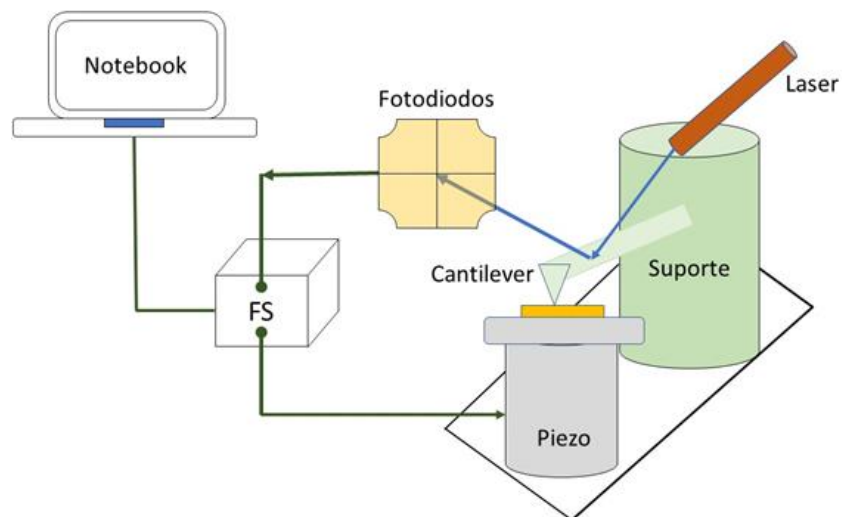 Notebook
Fotodiodos
Laser
Cantilever
Suporte
FS
Piezo